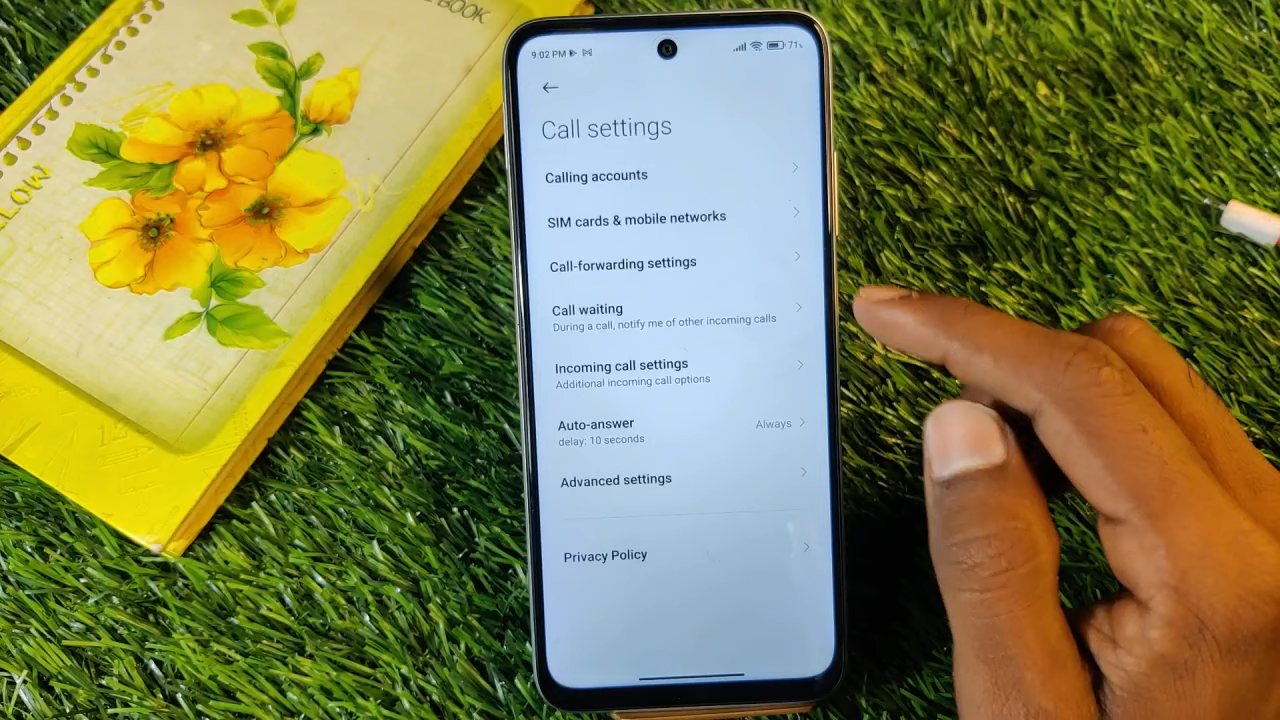 BOOK
LOW
9:02 PM
71%
Call settings
Calling accounts
SIM cards & mobile networks
Call-forwarding settings
Call waiting
During a call, notify me of other incoming calls
Incoming call settings
Additional incoming call options
Auto-answer
Always
delay: 10 seconds
Advanced settings
Privacy Policy